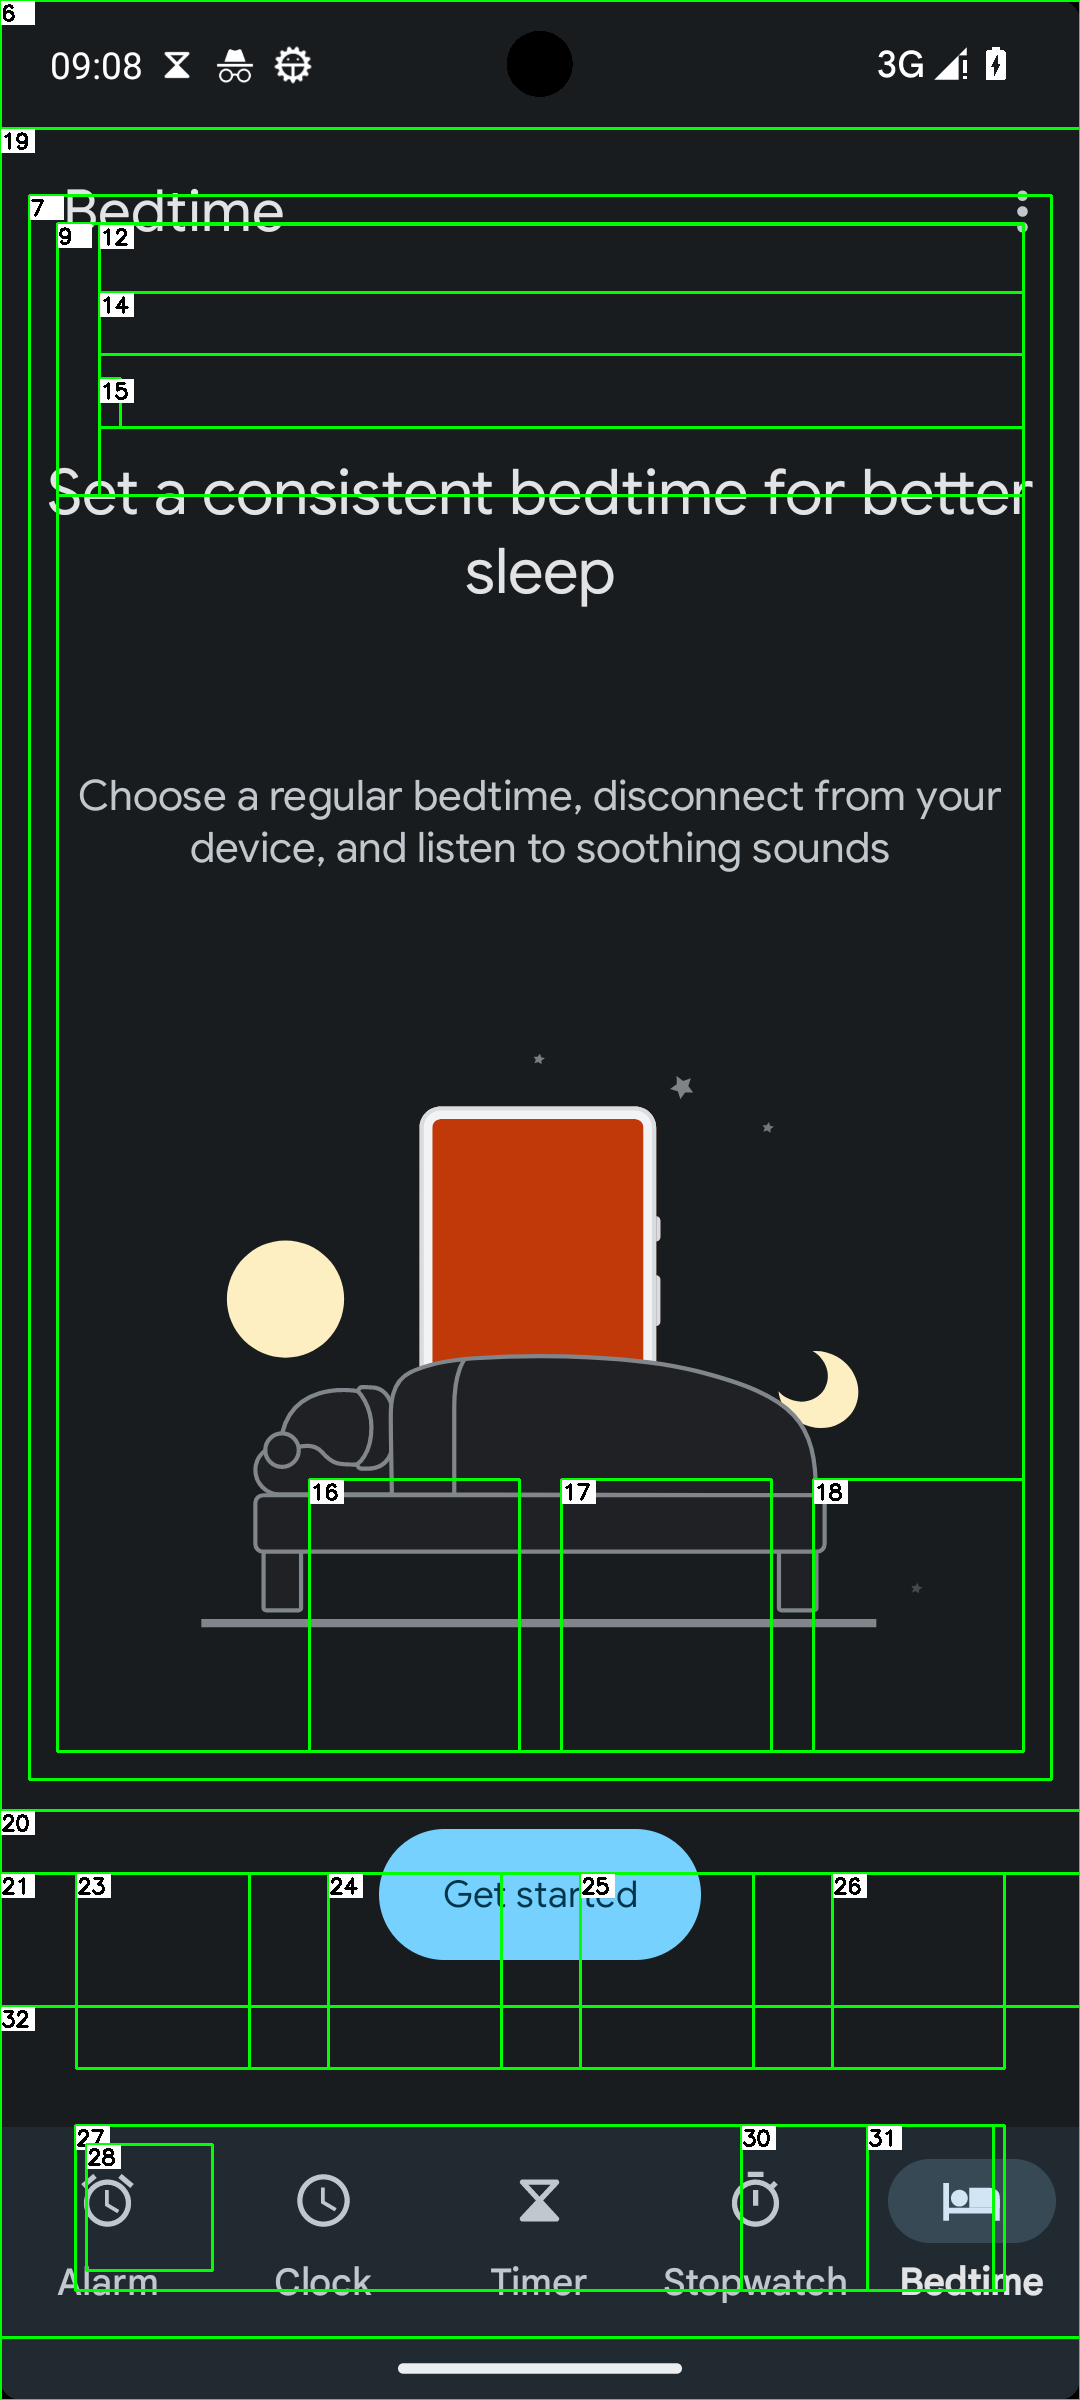 6
09:08
3G
19
7
Bedtime
9
12
14
15
Set a consistent bedtime for better
sleep
Choose a regular bedtime, disconnect from your
device, and listen to soothing sounds
16
17
18
20
Get started
21
23
24
25
26
32
27
28
30
31
Alarm
Clock
Timer
Stopwatch
Bedtime